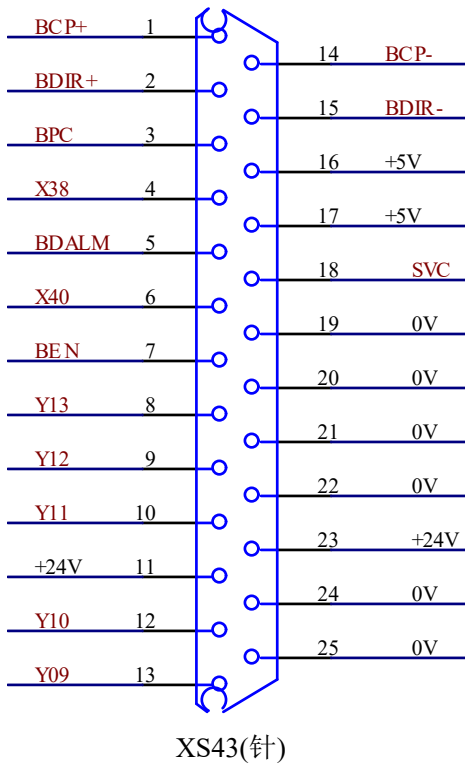 BCP+ 1
14 BCP-
BDIR+ 2
15 BDIR-
BPC 3
16 +5V
X38 4
17 +5V
BDALM 5
18 SVC
X40 6
19 0V
BEN 7
20 0V
Y13 8
21 0V
Y12 9
22 0V
Y11 10
23 +24V
+24V 11
24 0V
Y10 12
25 0V
Y09 13
XS43(针)